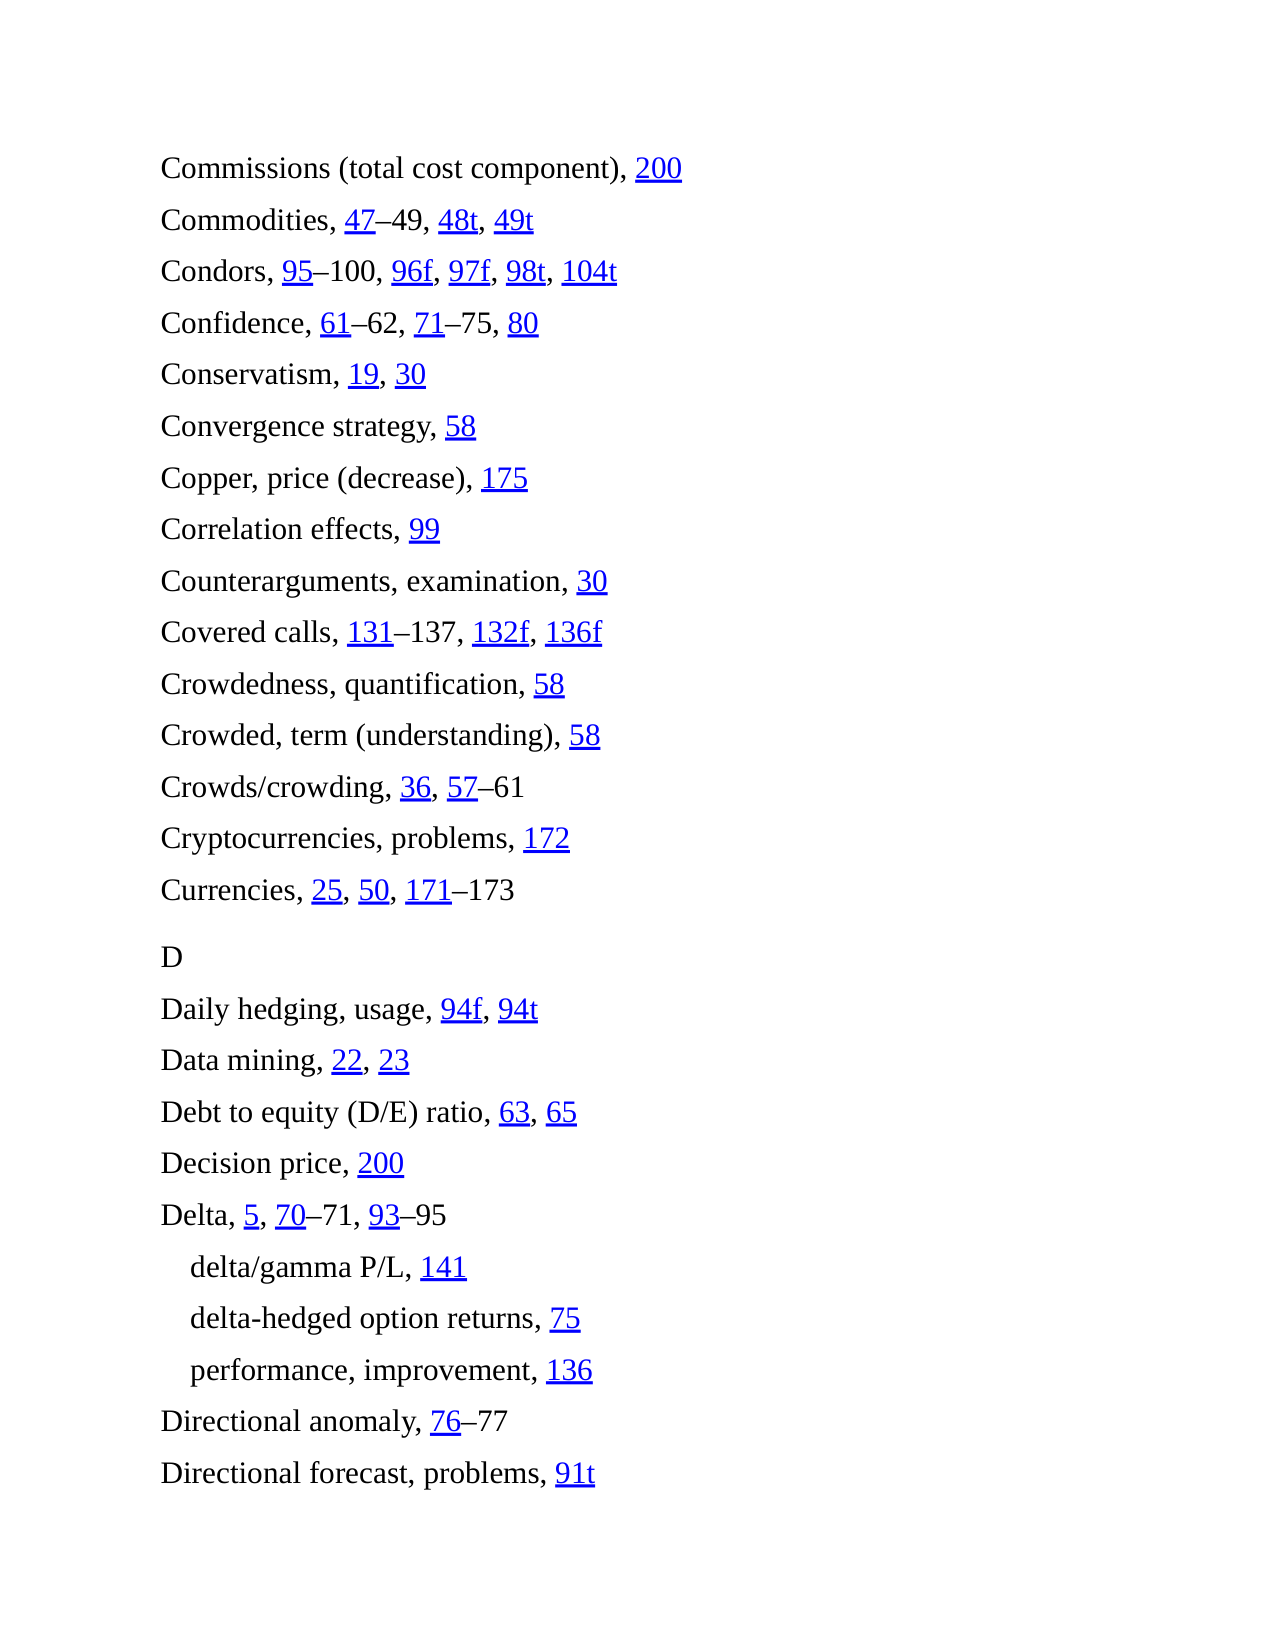 Commissions (total cost component), 200
Commodities, 47–49, 48t, 49t
Condors, 95–100, 96f, 97f, 98t, 104t
Confidence, 61–62, 71–75, 80
Conservatism, 19, 30
Convergence strategy, 58
Copper, price (decrease), 175
Correlation effects, 99
Counterarguments, examination, 30
Covered calls, 131–137, 132f, 136f
Crowdedness, quantification, 58
Crowded, term (understanding), 58
Crowds/crowding, 36, 57–61
Cryptocurrencies, problems, 172
Currencies, 25, 50, 171–173
D
Daily hedging, usage, 94f, 94t
Data mining, 22, 23
Debt to equity (D/E) ratio, 63, 65
Decision price, 200
Delta, 5, 70–71, 93–95
delta/gamma P/L, 141
delta-hedged option returns, 75
performance, improvement, 136
Directional anomaly, 76–77
Directional forecast, problems, 91t